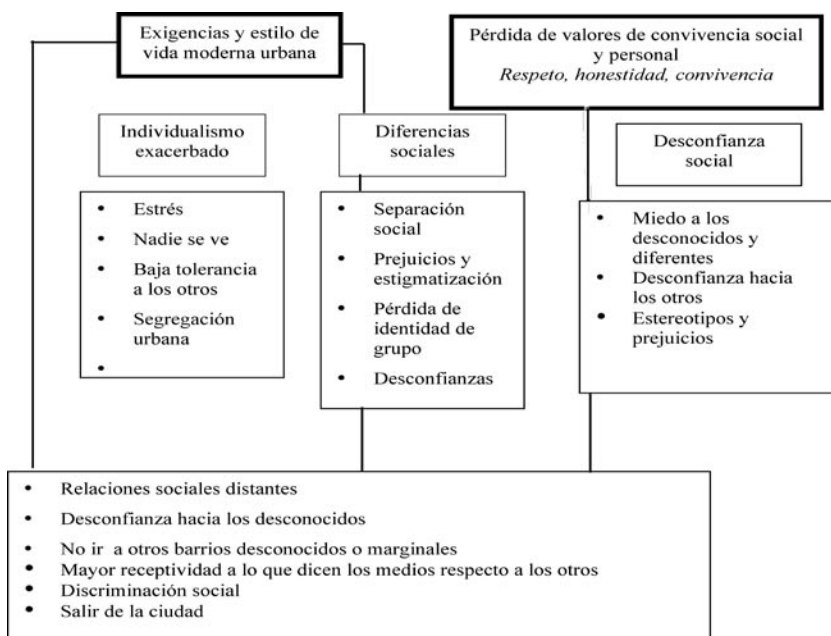 Exigencias y estilo de
vida moderna urbana
Pérdida de valores de convivencia social
y personal
Respeto, honestidad, convivencia
Individualismo
exacerbado
Diferencias
sociales
Desconfianza
social
• Estrés
• Nadie se ve
• Baja tolerancia
a los otros
• Segregación
urbana
•
• Separación
social
• Prejuicios y
estigmatización
• Pérdida de
identidad de
grupo
• Desconfianzas
• Miedo a los
desconocidos y
diferentes
• Desconfianza hacia
los otros
• Estereotipos y
prejuicios
• Relaciones sociales distantes
• Desconfianza hacia los desconocidos
• No ir a otros barrios desconocidos o marginales
• Mayor receptividad a lo que dicen los medios respecto a los otros
• Discriminación social
• Salir de la ciudad